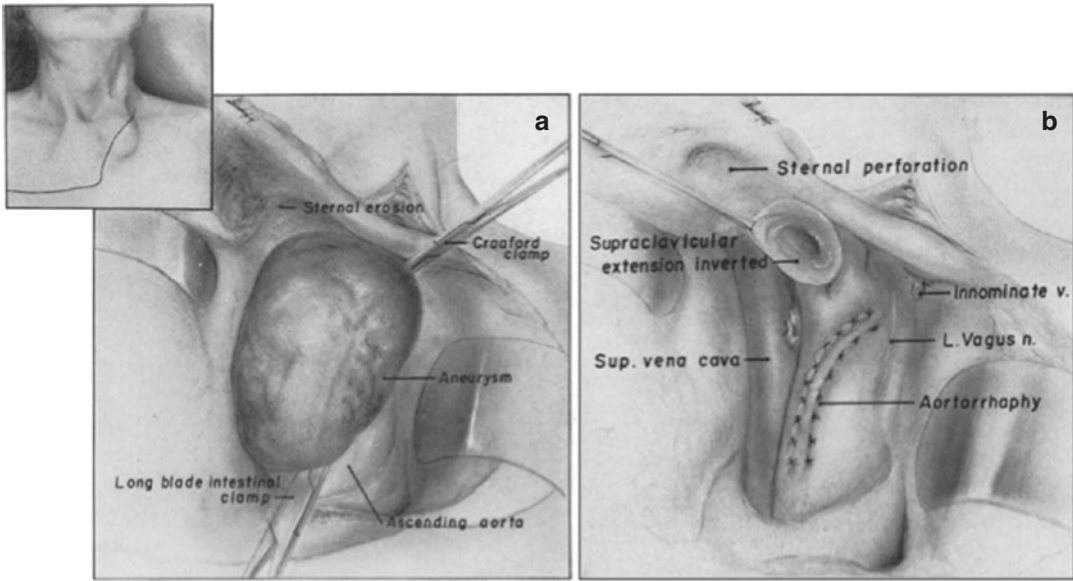 a
Sternal erosion
Craaford
clamp
Aneurysm
Long blade intestinal
clamp
Ascending aorta
b
Sternal perforation
Supraclavicular
extension inverted
Innominate v.
L. Vagus n.
Sup. vena cava
Aortorrhaphy